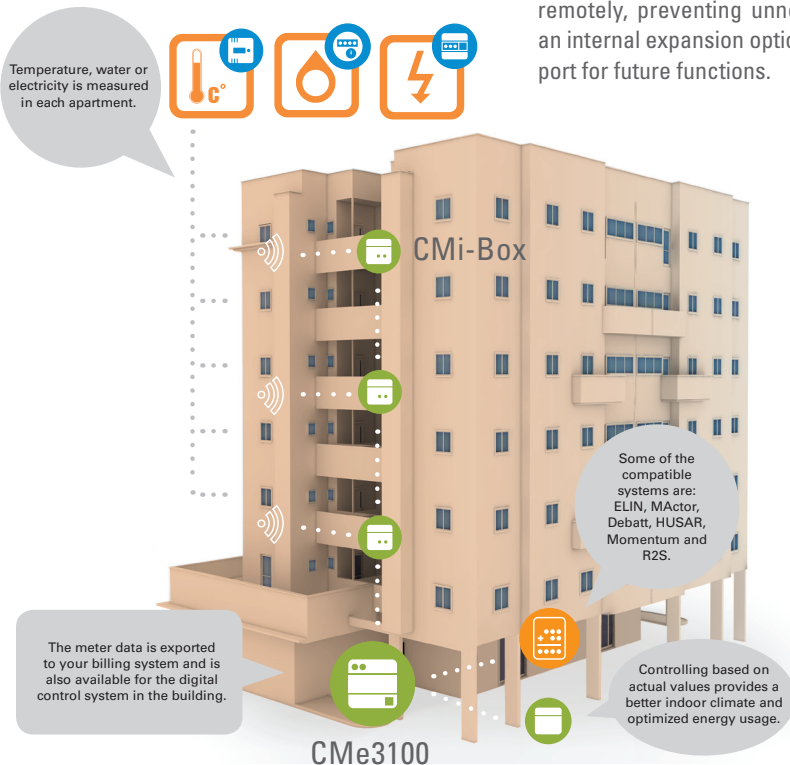 remotely, preventing
an internal expansion
port for future functions.
Temperature, water or
electricity is measured
in each apartment.
c°
CMi-Box
Some of the
compatible
systems are:
ELIN, MActor,
Debatt, HUSAR,
Momentum and
R2S.
The meter data is exported
to your billing system and is
also available for the digital
control system in the building.
Controlling based on
actual values provides a
better indoor climate and
optimized energy usage.
CMe3100